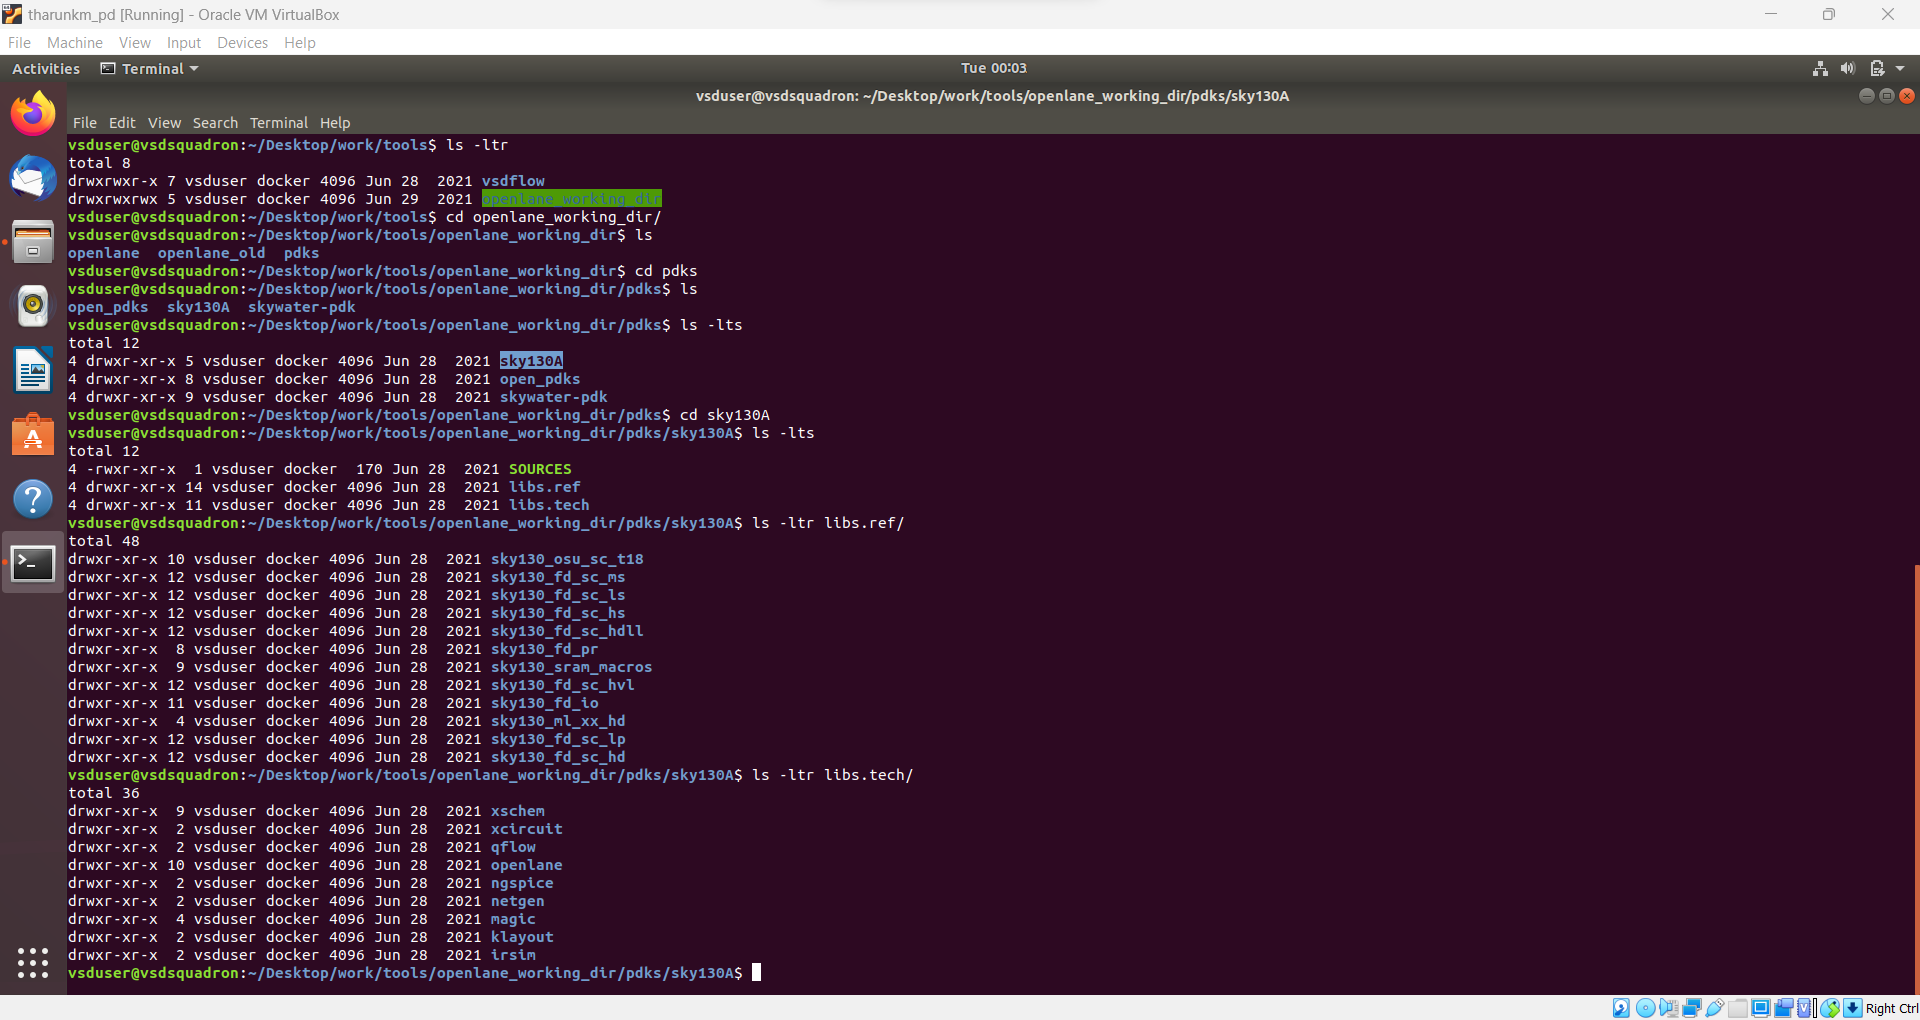 tharunkm_pd [Running] - Oracle VM VirtualBox
File Machine View Input Devices Help
Activities Terminal Tue 00:03
vsduser@vsdsquadron: ~/Desktop/work/tools/openlane_working_dir/pdks/sky130A
File Edit View Search Terminal Help
vsduser@vsdsquadron:~/Desktop/work/tools$ ls -ltr
total 8
drwxrwxr-x 7 vsduser docker 4096 Jun 28  2021 vsdflow
drwxrwxrwx 5 vsduser docker 4096 Jun 29  2021 openlane_working_dir
vsduser@vsdsquadron:~/Desktop/work/tools$ cd openlane_working_dir/
vsduser@vsdsquadron:~/Desktop/work/tools/openlane_working_dir$ ls
openlane  openlane_old  pdks
vsduser@vsdsquadron:~/Desktop/work/tools/openlane_working_dir$ cd pdks
vsduser@vsdsquadron:~/Desktop/work/tools/openlane_working_dir/pdks$ ls
open_pdks  sky130A  skywater-pdk
vsduser@vsdsquadron:~/Desktop/work/tools/openlane_working_dir/pdks$ ls -lts
total 12
4 drwxr-xr-x 5 vsduser docker 4096 Jun 28  2021 sky130A
4 drwxr-xr-x 8 vsduser docker 4096 Jun 28  2021 open_pdks
4 drwxr-xr-x 9 vsduser docker 4096 Jun 28  2021 skywater-pdk
vsduser@vsdsquadron:~/Desktop/work/tools/openlane_working_dir/pdks$ cd sky130A
vsduser@vsdsquadron:~/Desktop/work/tools/openlane_working_dir/pdks/sky130A$ ls -lts
total 12
4 -rwxr-xr-x  1 vsduser docker  170 Jun 28  2021 SOURCES
4 drwxr-xr-x 14 vsduser docker 4096 Jun 28  2021 libs.ref
4 drwxr-xr-x 11 vsduser docker 4096 Jun 28  2021 libs.tech
vsduser@vsdsquadron:~/Desktop/work/tools/openlane_working_dir/pdks/sky130A$ ls -ltr libs.ref/
total 48
drwxr-xr-x 10 vsduser docker 4096 Jun 28  2021 sky130_osu_sc_t18
drwxr-xr-x 12 vsduser docker 4096 Jun 28  2021 sky130_fd_sc_ms
drwxr-xr-x 12 vsduser docker 4096 Jun 28  2021 sky130_fd_sc_ls
drwxr-xr-x 12 vsduser docker 4096 Jun 28  2021 sky130_fd_sc_hs
drwxr-xr-x 12 vsduser docker 4096 Jun 28  2021 sky130_fd_sc_hdll
drwxr-xr-x  8 vsduser docker 4096 Jun 28  2021 sky130_fd_pr
drwxr-xr-x  9 vsduser docker 4096 Jun 28  2021 sky130_sram_macros
drwxr-xr-x 12 vsduser docker 4096 Jun 28  2021 sky130_fd_sc_hvl
drwxr-xr-x 11 vsduser docker 4096 Jun 28  2021 sky130_fd_io
drwxr-xr-x  4 vsduser docker 4096 Jun 28  2021 sky130_ml_xx_hd
drwxr-xr-x 12 vsduser docker 4096 Jun 28  2021 sky130_fd_sc_lp
drwxr-xr-x 12 vsduser docker 4096 Jun 28  2021 sky130_fd_sc_hd
vsduser@vsdsquadron:~/Desktop/work/tools/openlane_working_dir/pdks/sky130A$ ls -ltr libs.tech/
total 36
drwxr-xr-x  9 vsduser docker 4096 Jun 28  2021 xschem
drwxr-xr-x  2 vsduser docker 4096 Jun 28  2021 xcircuit
drwxr-xr-x  2 vsduser docker 4096 Jun 28  2021 qflow
drwxr-xr-x 10 vsduser docker 4096 Jun 28  2021 openlane
drwxr-xr-x  2 vsduser docker 4096 Jun 28  2021 ngspice
drwxr-xr-x  2 vsduser docker 4096 Jun 28  2021 netgen
drwxr-xr-x  4 vsduser docker 4096 Jun 28  2021 magic
drwxr-xr-x  2 vsduser docker 4096 Jun 28  2021 klayout
drwxr-xr-x  2 vsduser docker 4096 Jun 28  2021 irsim
vsduser@vsdsquadron:~/Desktop/work/tools/openlane_working_dir/pdks/sky130A$
Right Ctrl